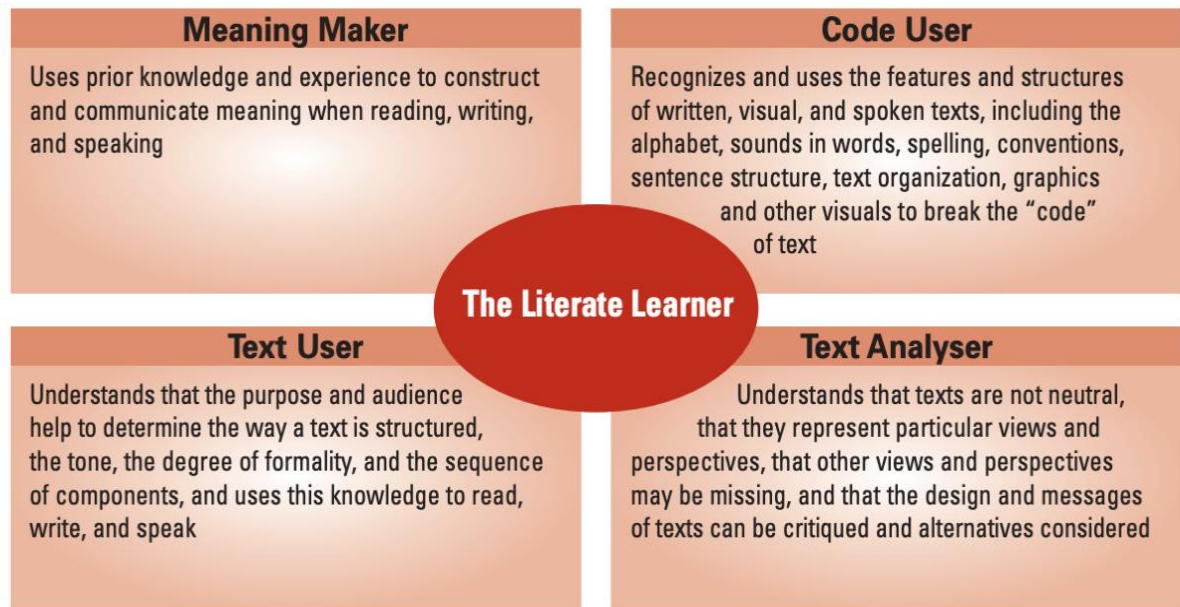 Meaning Maker
Uses prior knowledge and experience to construct
and communicate meaning when reading, writing,
and speaking
Code User
Recognizes and uses the features and structures
of written, visual, and spoken texts, including the
alphabet, sounds in words, spelling, conventions,
sentence structure, text organization, graphics
and other visuals to break the “code”
of text
The Literate Learner
Text User
Understands that the purpose and audience
help to determine the way a text is structured,
the tone, the degree of formality, and the sequence
of components, and uses this knowledge to read,
write, and speak
Text Analyser
Understands that texts are not neutral,
that they represent particular views and
perspectives, that other views and perspectives
may be missing, and that the design and messages
of texts can be critiqued and alternatives considered